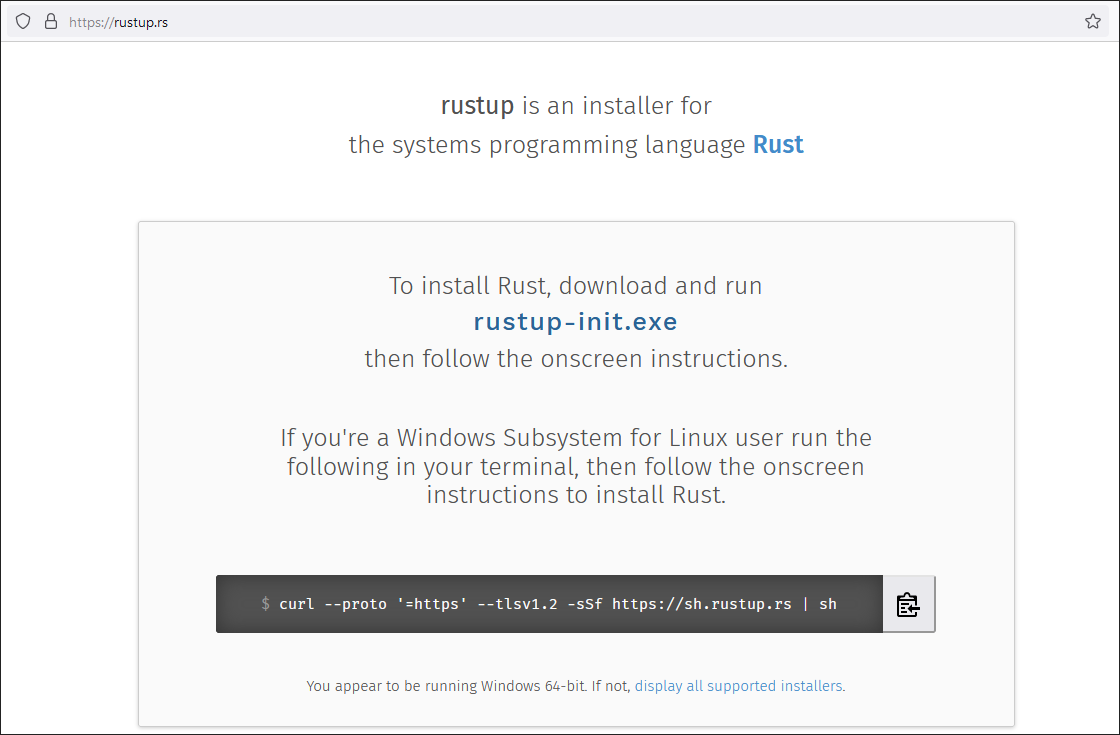 https://rustup.rs
rustup is an installer for
the systems programming language Rust
To install Rust, download and run
rustup-init.exe
then follow the onscreen instructions.
If you're a Windows Subsystem for Linux user run the
following in your terminal, then follow the onscreen
instructions to install Rust.
$ curl --proto '=https' --tlsv1.2 -sSf https://sh.rustup.rs | sh
You appear to be running Windows 64-bit. If not, display all supported installers.